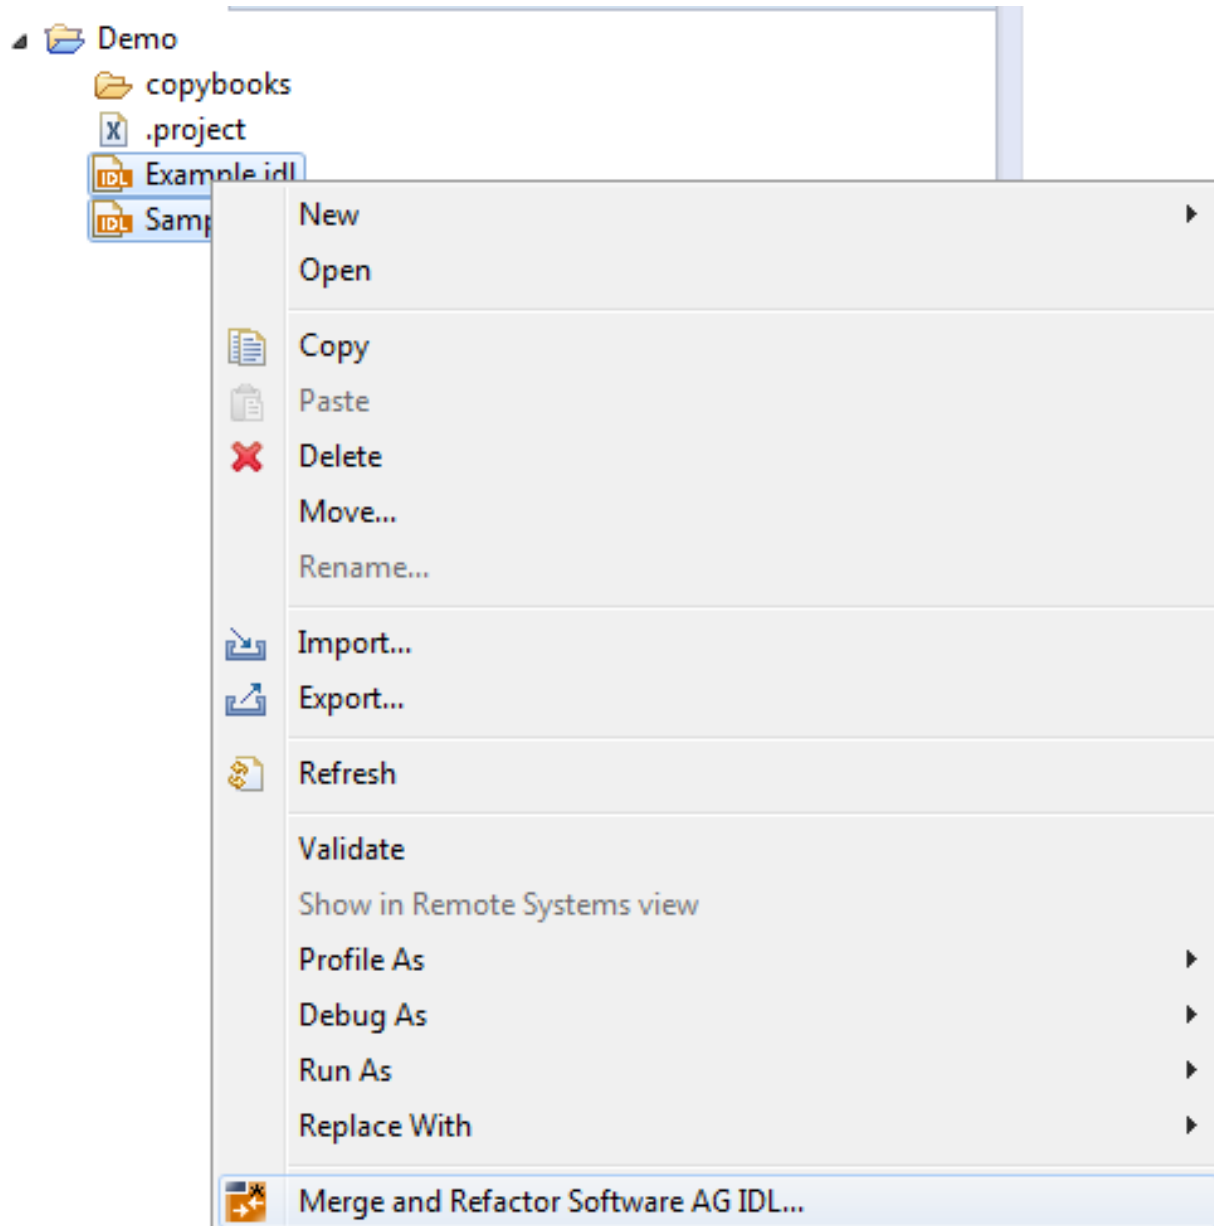 Demo
copybooks
.project
Example.idl
New
Open
Copy
Paste
Delete
Move...
Rename...
Import...
Export...
Refresh
Validate
Show in Remote Systems view
Profile As
Debug As
Run As
Replace With
Merge and Refactor Software AG IDL...